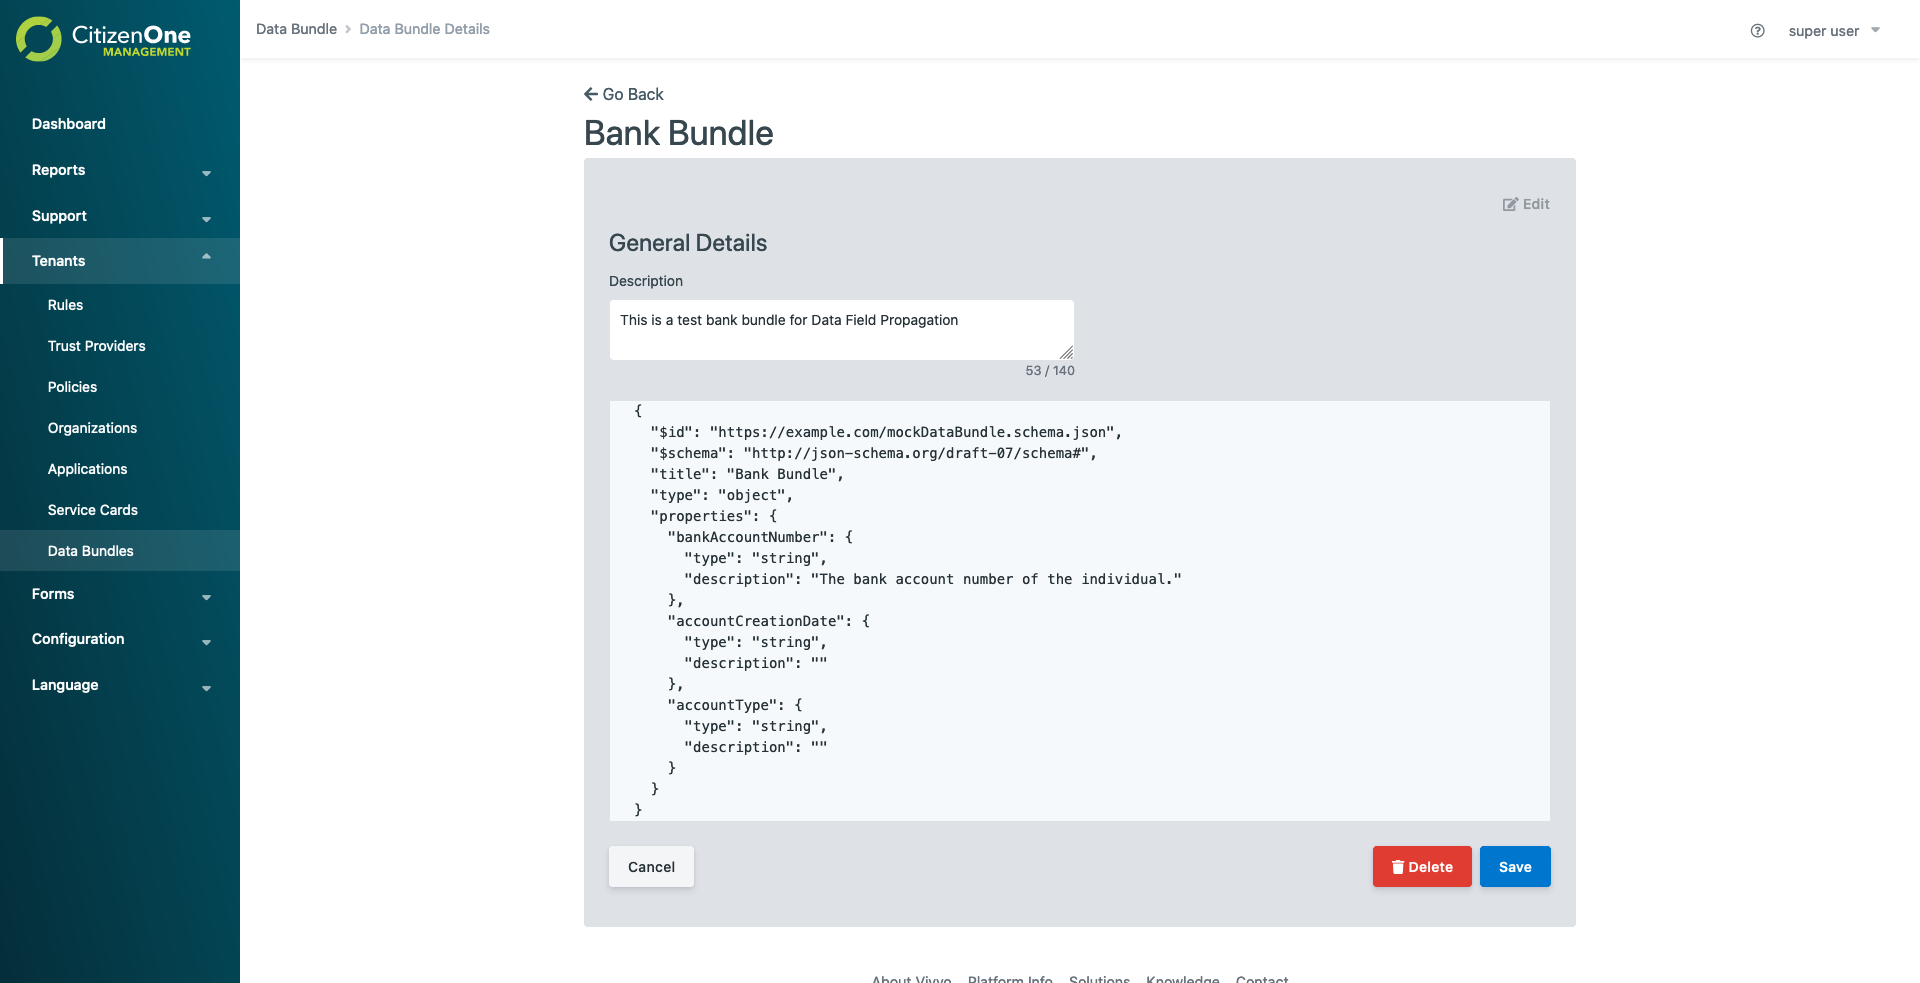 CitizenOne
MANAGEMENT
Data Bundle > Data Bundle Details
super user
Dashboard
Reports
Support
Tenants
Rules
Trust Providers
Policies
Organizations
Applications
Service Cards
Data Bundles
Forms
Configuration
Language
Go Back
Bank Bundle
Edit
General Details
Description
This is a test bank bundle for Data Field Propagation
53 / 140
{
  "$id": "https://example.com/mockDataBundle.schema.json",
  "$schema": "http://json-schema.org/draft-07/schema#",
  "title": "Bank Bundle",
  "type": "object",
  "properties": {
    "bankAccountNumber": {
      "type": "string",
      "description": "The bank account number of the individual."
    },
    "accountCreationDate": {
      "type": "string",
      "description": ""
    },
    "accountType": {
      "type": "string",
      "description": ""
    }
  }
}
Cancel
Delete
Save
About Vivvo Platform Info Solutions Knowledge Contact